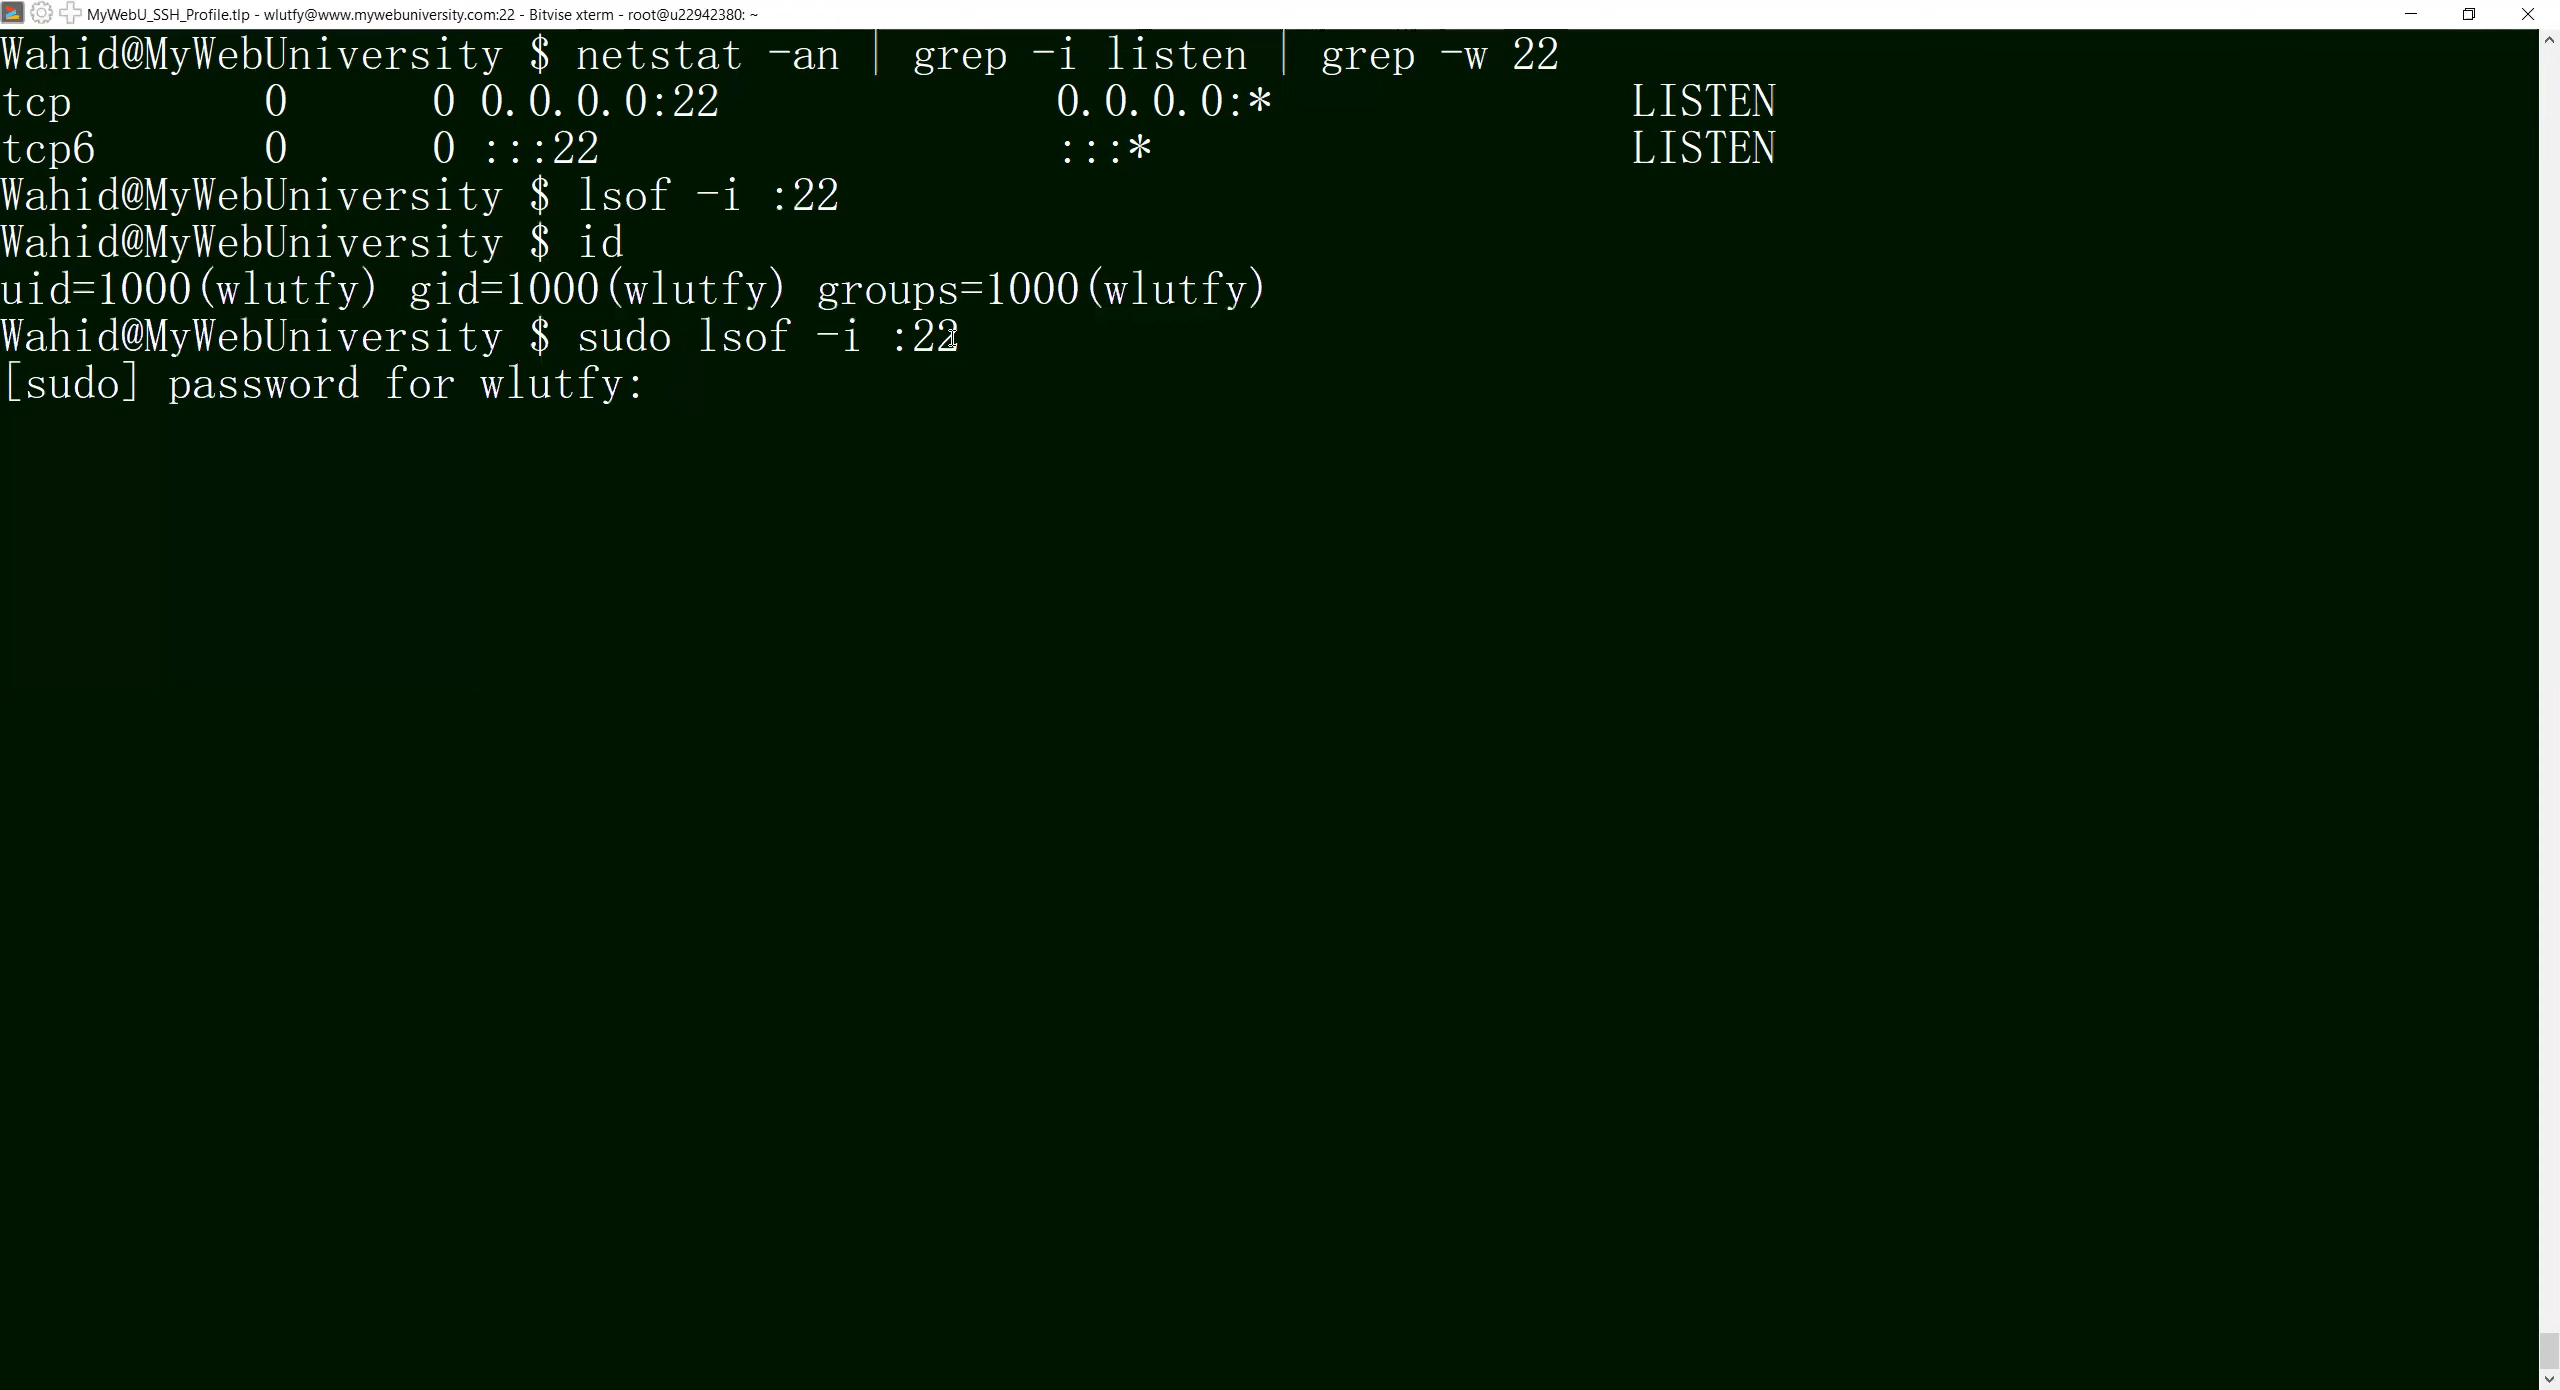 MyWebU_SSH_Profile.tlp - wlutfy@www.mywebuniversity.com:22 - Bitvise xterm - root@u22942380: ~
Wahid@MyWebUniversity $ netstat -an | grep -i listen | grep -w 22
tcp        0      0 0.0.0.0:22              0.0.0.0:*               LISTEN
tcp6       0      0 :::22                   :::*                    LISTEN
Wahid@MyWebUniversity $ lsof -i :22
Wahid@MyWebUniversity $ id
uid=1000(wlutfy) gid=1000(wlutfy) groups=1000(wlutfy)
Wahid@MyWebUniversity $ sudo lsof -i :22
[sudo] password for wlutfy: